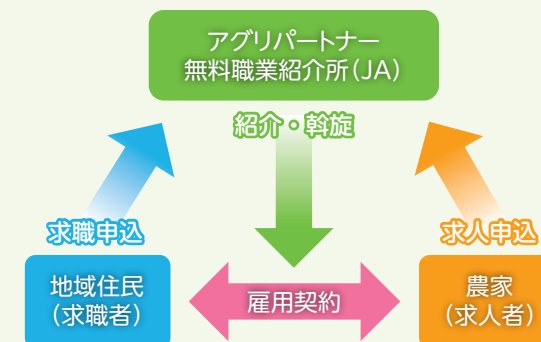 アグリパートナー
無料職業紹介所(JA)
紹介・斡旋
求職申込
求人申込
地域住民
(求職者)
雇用契約
農家
(求人者)